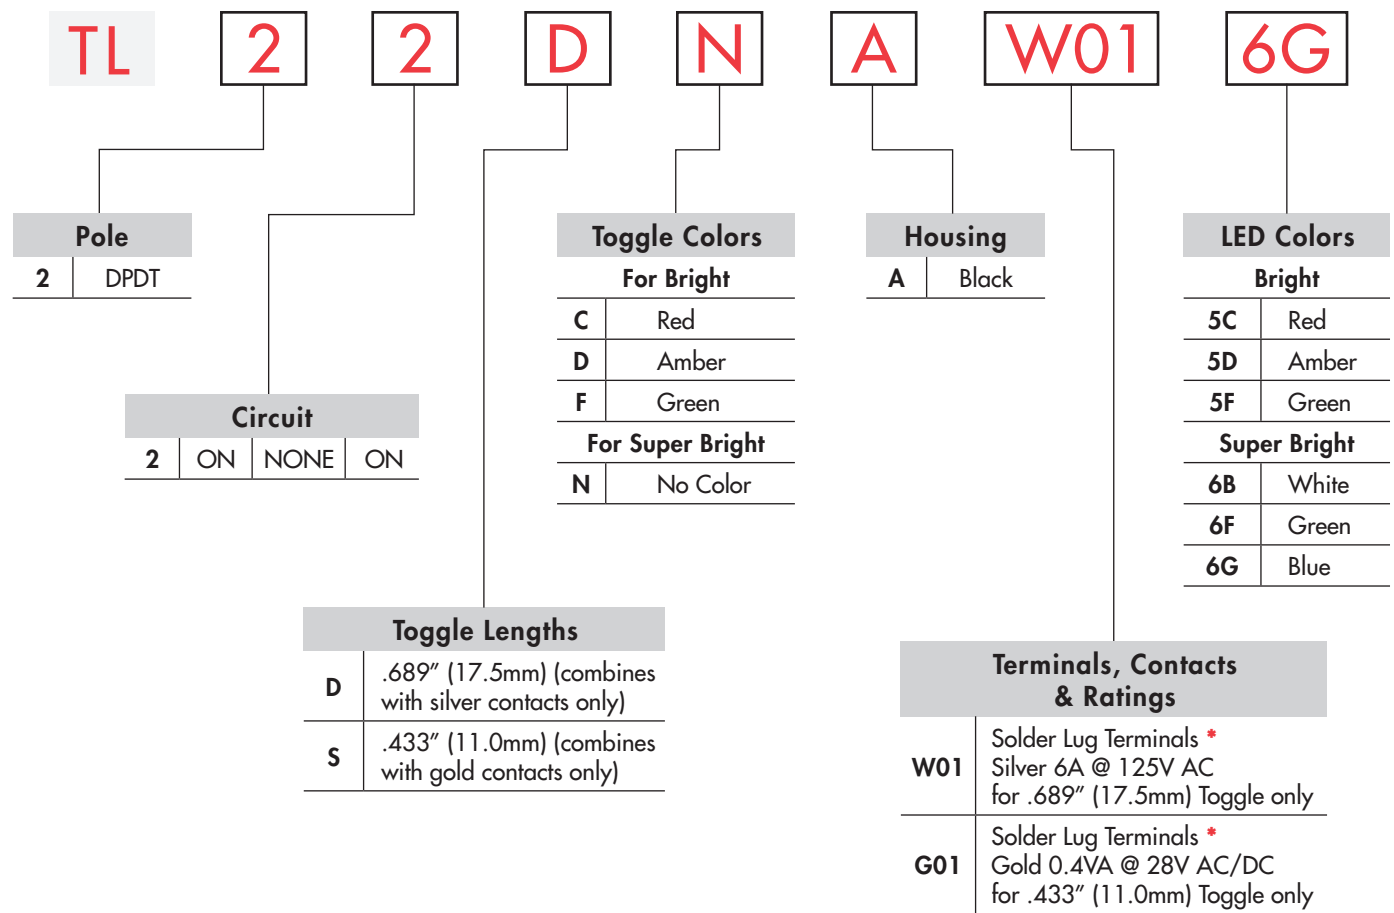 TL 2 2 D N A W01 6G
Pole
2 DPDT
Circuit
2 ON NONE ON
Toggle Lengths
D .689″ (17.5mm) (combines
with silver contacts only)
S .433″ (11.0mm) (combines
with gold contacts only)
Toggle Colors
For Bright
C Red
D Amber
F Green
For Super Bright
N No Color
Housing
A Black
Terminals, Contacts
& Ratings
W01 Solder Lug Terminals *
Silver 6A @ 125V AC
for .689″ (17.5mm) Toggle only
G01 Solder Lug Terminals *
Gold 0.4VA @ 28V AC/DC
for .433″ (11.0mm) Toggle only
LED Colors
Bright
5C Red
5D Amber
5F Green
Super Bright
6B White
6F Green
6G Blue